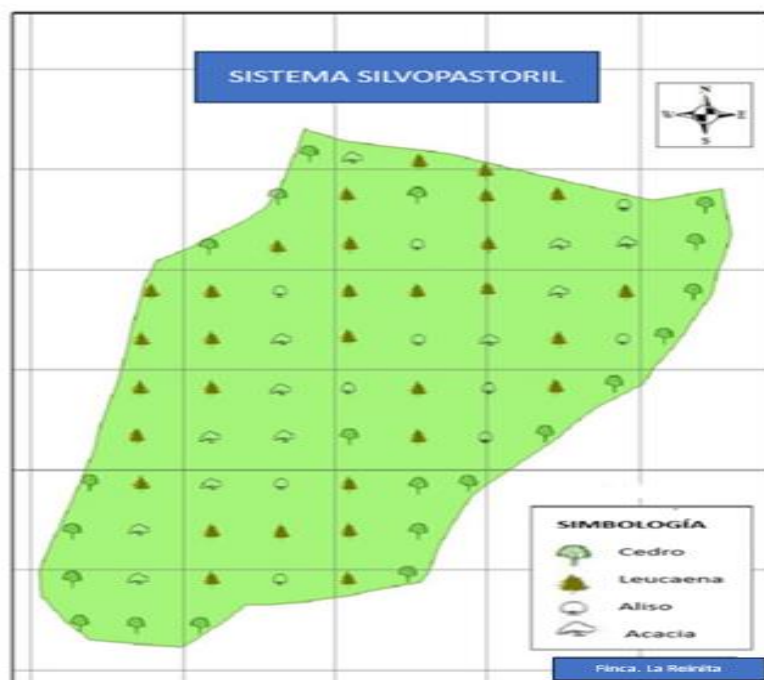 SISTEMA SILVOPASTORIL
N
W E
S
SIMBOLOGÍA
Cedro
Leucaena
Aliso
Acacia
Finca. La Reinita